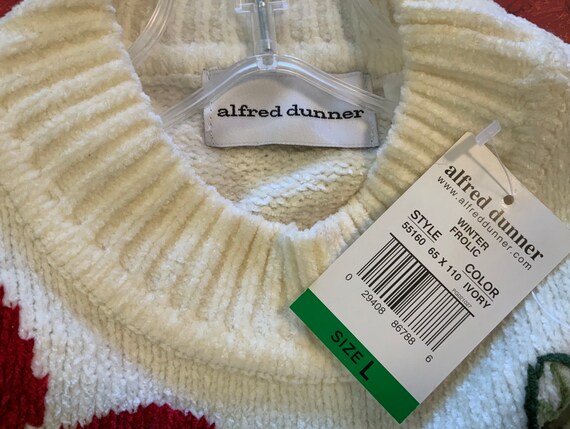 alfred dunner
alfred dunner
www.alfreddunner.com
WINTER
FROLIC
STYLE COLOR
55160 65 X 110 IVORY
0 29408 86788 6
SIZE L